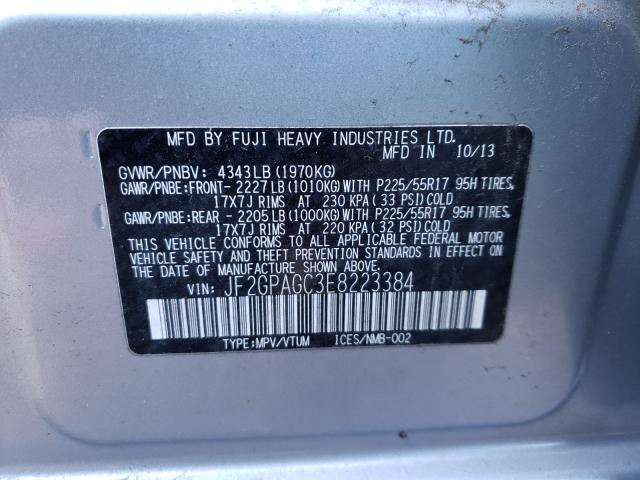 MFD BY FUJI HEAVY INDUSTRIES LTD.
MFD IN 10/13
GVWR/PNBV: 4343LB(1970KG)
GAWR/PNBE:FRONT- 2227LB(1010KG)WITH P225/55R17 95H TIRES,
17X7J RIMS AT 230 KPA(33 PSI)COLD
GAWR/PNBE:REAR - 2205LB(1000KG)WITH P225/55R17 95H TIRES,
17X7J RIMS AT 220 KPA(32 PSI)COLD
THIS VEHICLE CONFORMS TO ALL APPLICABLE FEDERAL MOTOR
VEHICLE SAFETY, BUMPER, AND THEFT PREVENTION STANDARDS
IN EFFECT ON THE DATE OF MANUFACTURE SHOWN ABOVE.
VIN: JF2GPAGC3E8223384
TYPE:MPV/VTUM ICES/NMB-002